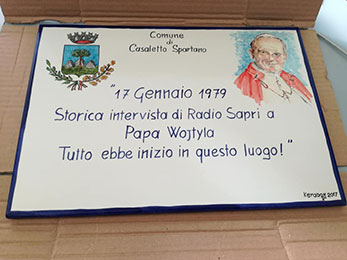 Comune
di
Casaletto Spartano
"17 Gennaio 1979
Storica intervista di Radio Sapri a
Papa Wojtyla
Tutto ebbe inizio in questo luogo!"